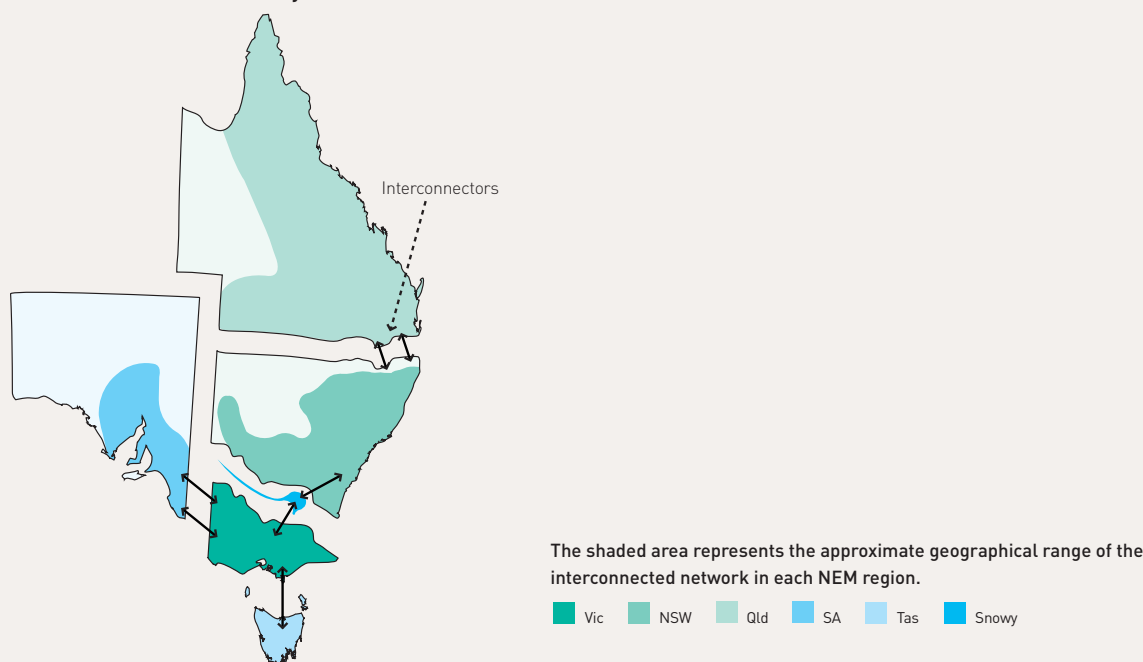 Interconnectors
The shaded area represents the approximate geographical range of the
interconnected network in each NEM region.
Vic NSW Qld SA Tas Snowy